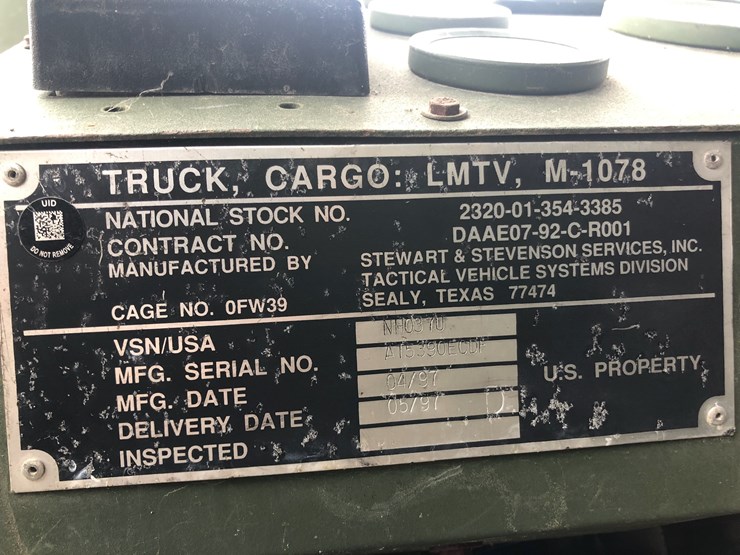 TRUCK, CARGO: LMTV, M-1078
UID
DO NOT REMOVE
NATIONAL STOCK NO. 2320-01-354-3385
CONTRACT NO. DAAE07-92-C-R001
MANUFACTURED BY STEWART & STEVENSON SERVICES, INC.
TACTICAL VEHICLE SYSTEMS DIVISION
CAGE NO. 0FW39 SEALY, TEXAS 77474
VSN/USA
MFG. SERIAL NO.
MFG. DATE 04/97
DELIVERY DATE 05/97
INSPECTED
U.S. PROPERTY